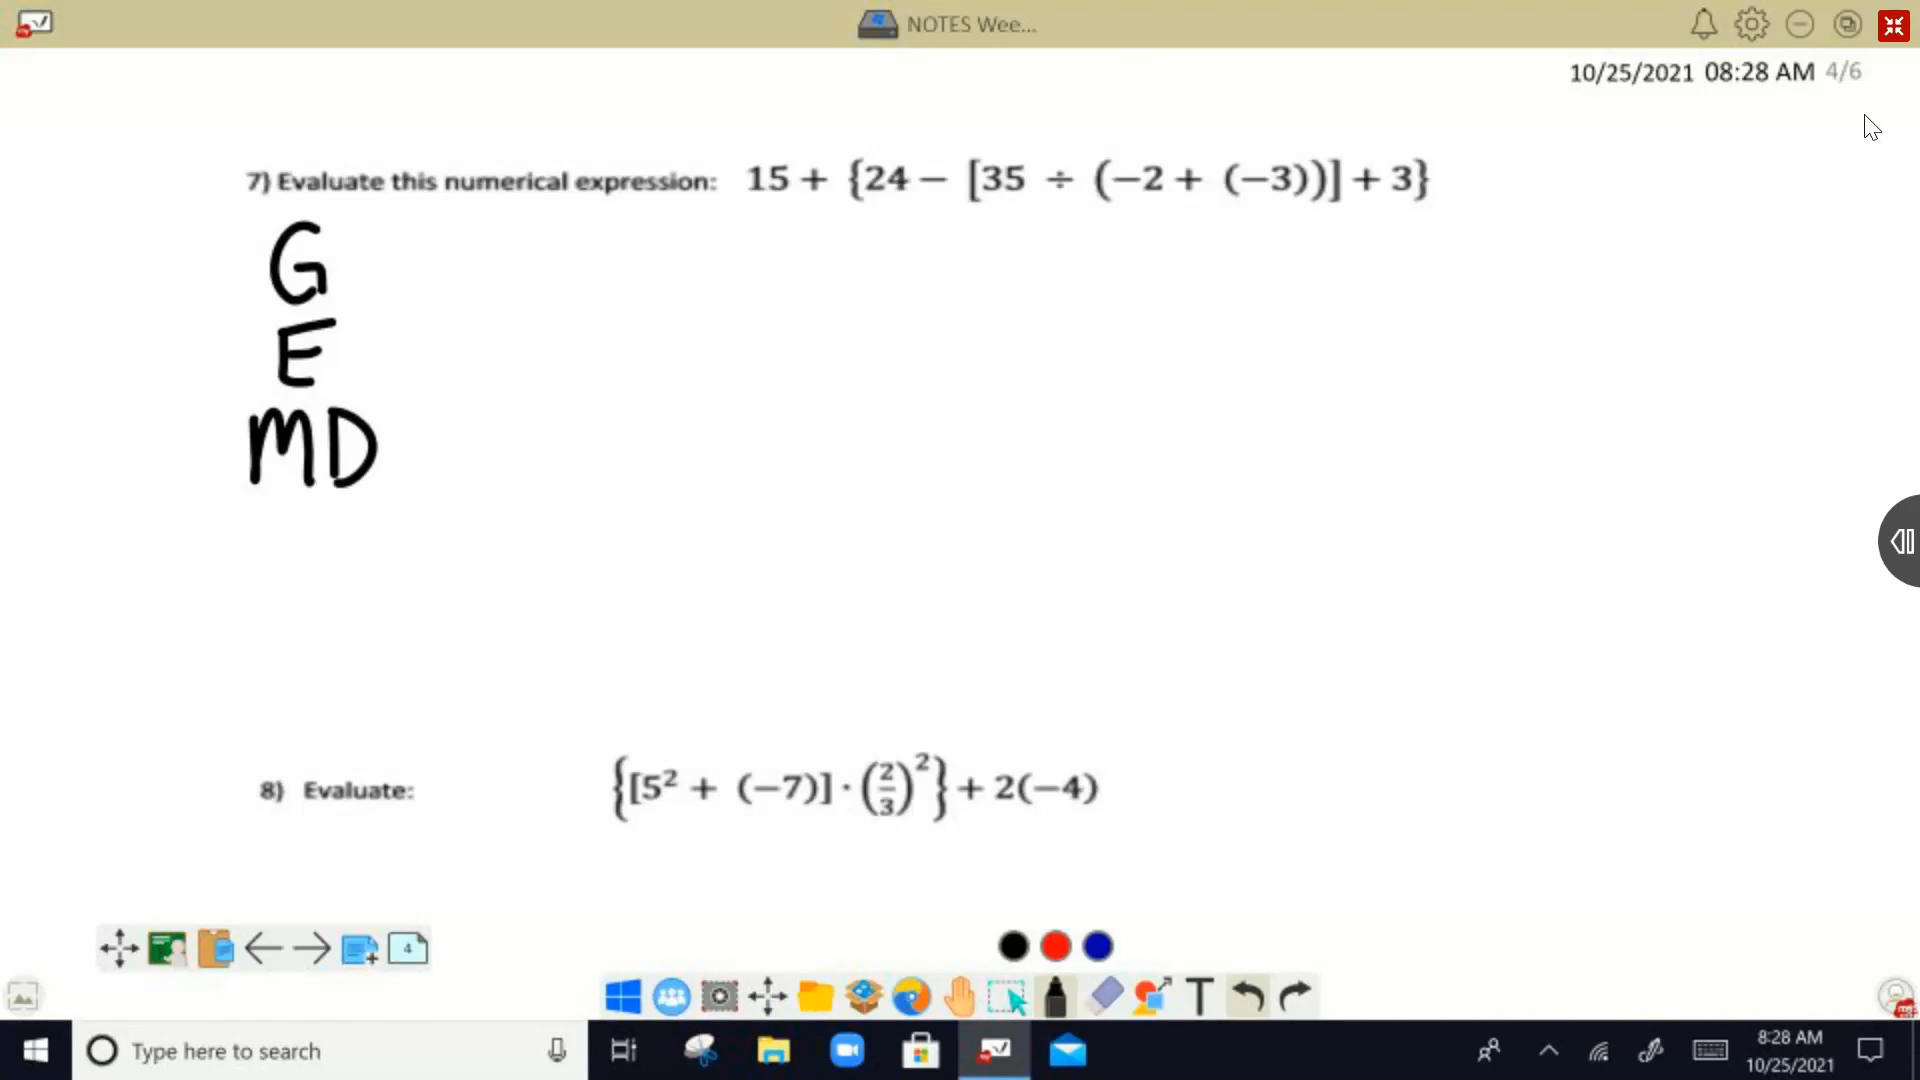 NOTES Wee...
10/25/2021 08:28 AM 4/6
7) Evaluate this numerical expression: 15 + {24 − [35 ÷ (−2 + (−3))] + 3}
G
E
MD
8) Evaluate: {[5² + (−7)] · (2/3)²} + 2(−4)
4
Type here to search
8:28 AM
10/25/2021